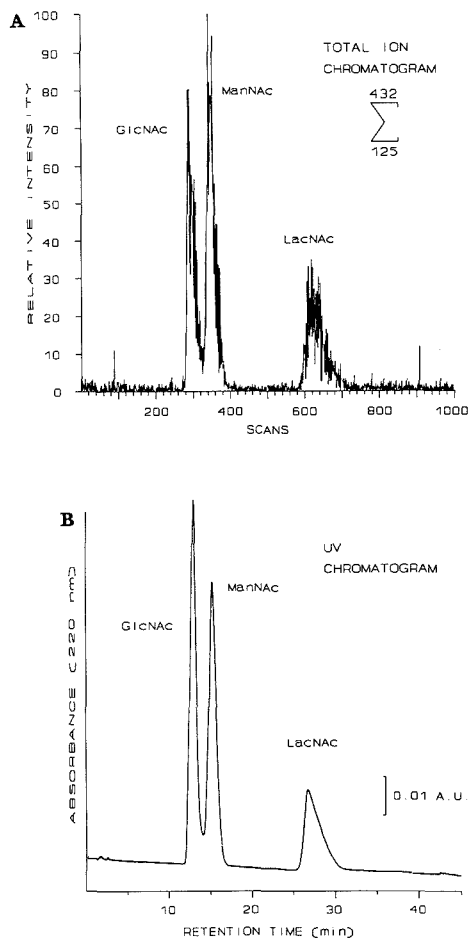 A
100
90
80
70
60
50
40
30
20
10
0
RELATIVE INTENSITY
TOTAL ION
CHROMATOGRAM
432
Σ
125
GlcNAc
ManNAc
LacNAc
200
400
600
800
1000
SCANS
B
UV
CHROMATOGRAM
GlcNAc
ManNAc
LacNAc
0.01 A.U.
ABSORBANCE (220 nm)
10
20
30
40
RETENTION TIME (min)